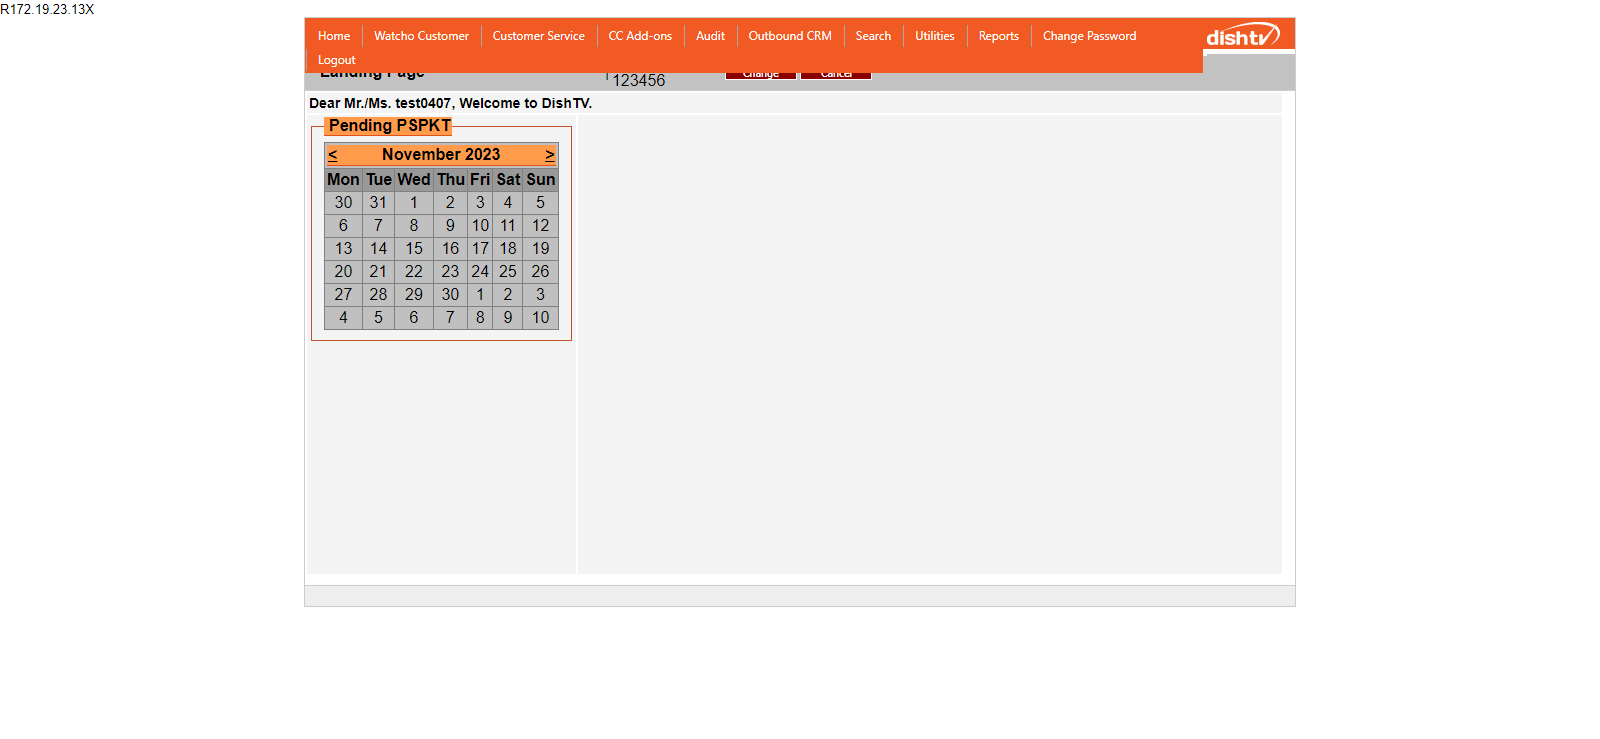 R172.19.23.13X
Home Watcho Customer Customer Service CC Add-ons Audit Outbound CRM Search Utilities Reports Change Password
dishtv
Logout
Landing Page 123456 Change Cancel
Dear Mr./Ms. test0407, Welcome to DishTV.
Pending PSPKT
< November 2023 >
Mon Tue Wed Thu Fri Sat Sun
30 31 1 2 3 4 5
6 7 8 9 10 11 12
13 14 15 16 17 18 19
20 21 22 23 24 25 26
27 28 29 30 1 2 3
4 5 6 7 8 9 10